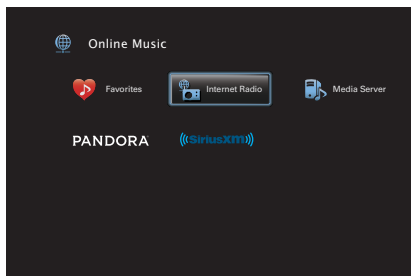 Online Music
Favorites
Internet Radio
Media Server
PANDORA
((SiriusXM))